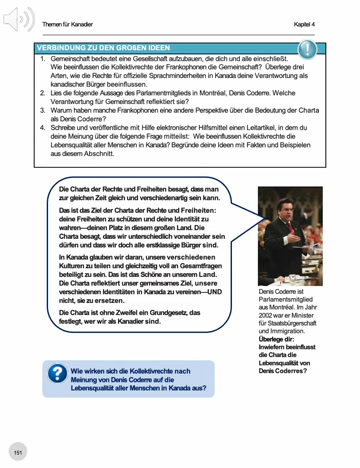 Themen für Kanadier
Kapitel 4
VERBINDUNG ZU DEN GROßEN IDEEN
1. Gemeinschaft bedeutet eine Gesellschaft aufzubauen, die dich und alle einschließt.
Wie beeinflussen die Kollektivrechte der Frankophonen die Gemeinschaft? Überlege drei
Arten, wie die Rechte für offizielle Sprachminderheiten in Kanada deine Verantwortung als
kanadischer Bürger beeinflussen.
2. Lies die folgende Aussage des Parlamentmitglieds in Montréal, Denis Coderre. Welche
Verantwortung für Gemeinschaft reflektiert sie?
3. Warum haben manche Frankophonen eine andere Perspektive über die Bedeutung der Charta
als Denis Coderre?
4. Schreibe und veröffentliche mit Hilfe elektronischer Hilfsmittel einen Leitartikel, in dem du
deine Meinung über die folgende Frage mitteilst: Wie beeinflussen Kollektivrechte die
Lebensqualität aller Menschen in Kanada? Begründe deine Ideen mit Fakten und Beispielen
aus diesem Abschnitt.
Die Charta der Rechte und Freiheiten besagt, dass man
zur gleichen Zeit gleich und verschiedenartig sein kann.
Das ist das Ziel der Charta der Rechte und Freiheiten:
deine Freiheiten zu schützen und deine Identität zu
wahren—deinen Platz in diesem großen Land. Die
Charta besagt, dass wir unterschiedlich voneinander sein
dürfen und dass wir doch alle erstklassige Bürger sind.
In Kanada glauben wir daran, unsere verschiedenen
Kulturen zu teilen und gleichzeitig voll an Gesamtfragen
beteiligt zu sein. Das ist das Schöne an unserem Land.
Die Charta reflektiert unser gemeinsames Ziel, unsere
verschiedenen Identitäten in Kanada zu vereinen—UND
nicht, sie zu ersetzen.
Die Charta ist ohne Zweifel ein Grundgesetz, das
festlegt, wer wir als Kanadier sind.
Denis Coderre ist
Parlamentsmitglied
aus Montréal. Im Jahr
2002 war er Minister
für Staatsbürgerschaft
und Immigration.
Überlege dir:
Inwiefern beeinflusst
die Charta die
Lebensqualität von
Denis Coderres?
Wie wirken sich die Kollektivrechte nach
Meinung von Denis Coderre auf die
Lebensqualität aller Menschen in Kanada aus?
151